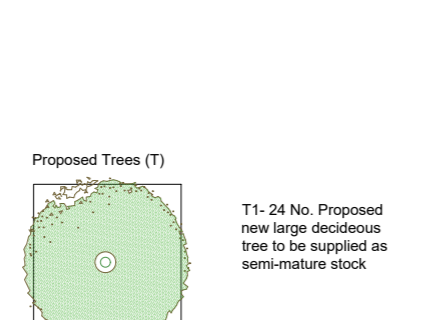 Proposed Trees (T)
T1- 24 No. Proposed
new large decideous
tree to be supplied as
semi-mature stock